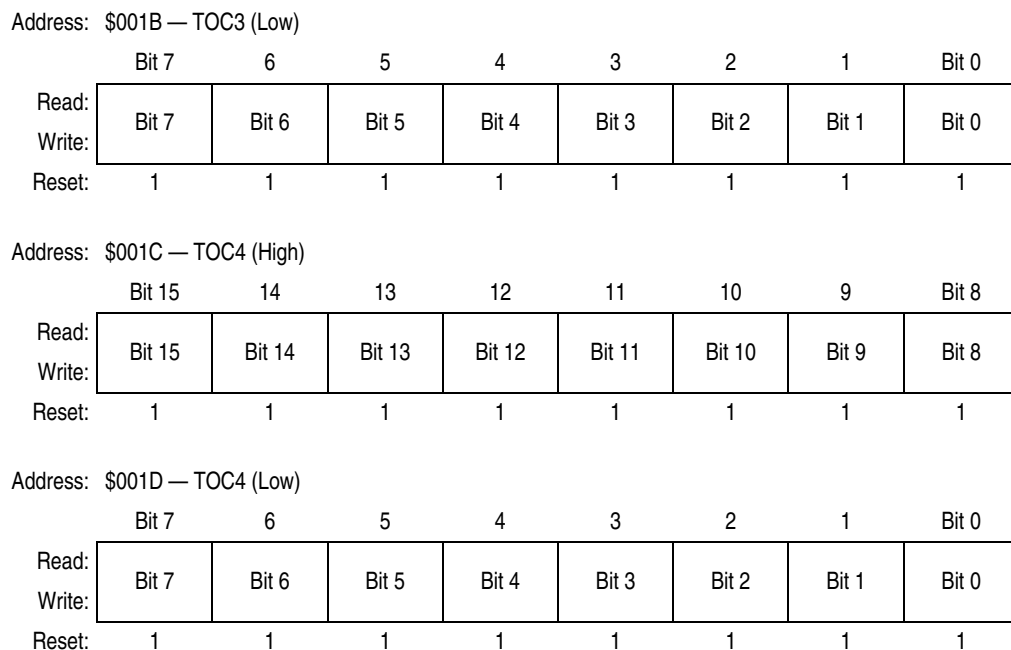 Address: $001B — TOC3 (Low)
Bit 7 6 5 4 3 2 1 Bit 0
Read:
Bit 7 Bit 6 Bit 5 Bit 4 Bit 3 Bit 2 Bit 1 Bit 0
Write:
Reset: 1 1 1 1 1 1 1 1
Address: $001C — TOC4 (High)
Bit 15 14 13 12 11 10 9 Bit 8
Read:
Bit 15 Bit 14 Bit 13 Bit 12 Bit 11 Bit 10 Bit 9 Bit 8
Write:
Reset: 1 1 1 1 1 1 1 1
Address: $001D — TOC4 (Low)
Bit 7 6 5 4 3 2 1 Bit 0
Read:
Bit 7 Bit 6 Bit 5 Bit 4 Bit 3 Bit 2 Bit 1 Bit 0
Write:
Reset: 1 1 1 1 1 1 1 1